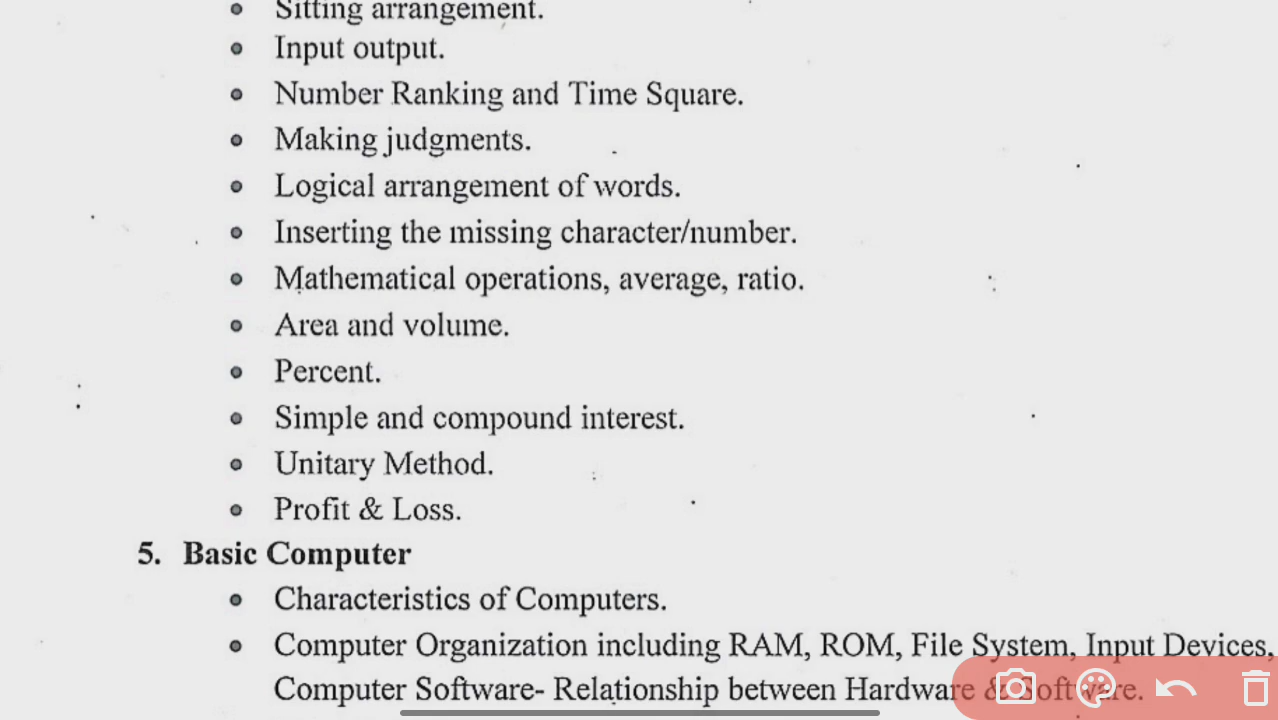 Sitting arrangement.
Input output.
Number Ranking and Time Square.
Making judgments.
Logical arrangement of words.
Inserting the missing character/number.
Mathematical operations, average, ratio.
Area and volume.
Percent.
Simple and compound interest.
Unitary Method.
Profit & Loss.
5. Basic Computer
Characteristics of Computers.
Computer Organization including RAM, ROM, File System, Input Devices,
Computer Software- Relationship between Hardware & Software.